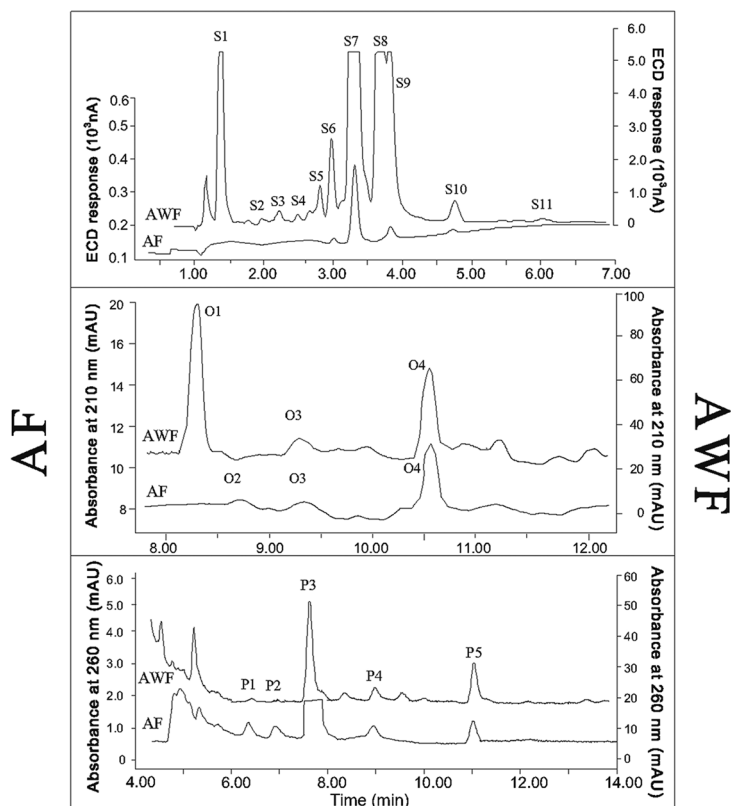 AF
AWF
ECD response (10³nA)
0.6
0.5
0.4
0.3
0.2
0.1
S1
S2
S3
S4
S5
S6
S7
S8
S9
S10
S11
AWF
AF
6.0
5.0
4.0
3.0
2.0
1.0
0
ECD response (10³nA)
1.00 2.00 3.00 4.00 5.00 6.00 7.00
Absorbance at 210 nm (mAU)
20
16
14
12
10
8
O1
O3
O4
AWF
O2 O3 O4
AF
100
80
60
40
20
0
Absorbance at 210 nm (mAU)
8.00 9.00 10.00 11.00 12.00
Absorbance at 260 nm (mAU)
6.0
5.0
4.0
3.0
2.0
1.0
0
P3
P1 P2 P4 P5
AWF
AF
60
50
40
30
20
10
0
Absorbance at 260 nm (mAU)
4.00 6.00 8.00 10.00 12.00 14.00
Time (min)